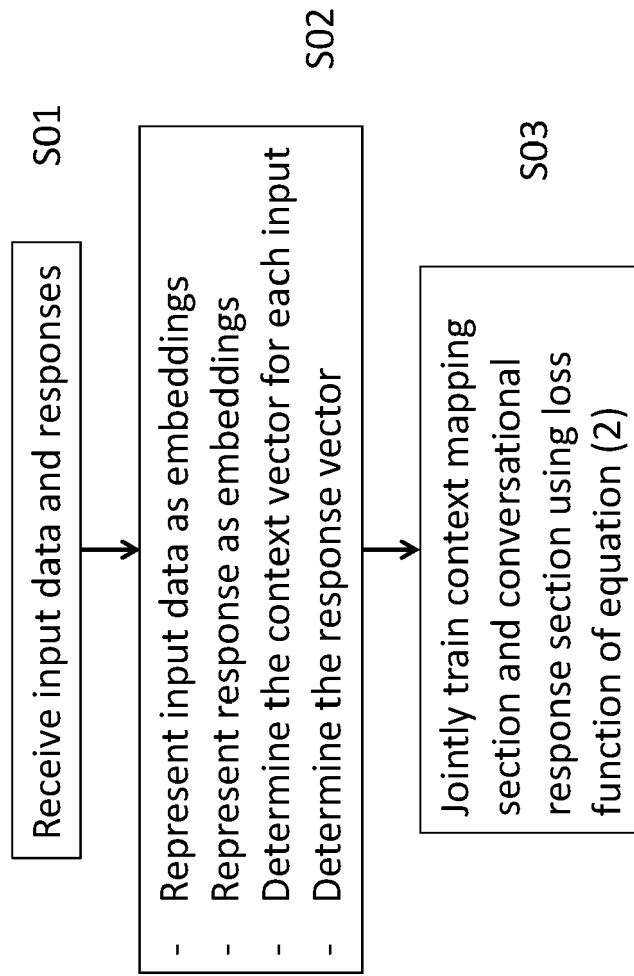 Receive input data and responses
S01
- Represent input data as embeddings
- Represent response as embeddings
- Determine the context vector for each input
- Determine the response vector
S02
Jointly train context mapping
section and conversational
response section using loss
function of equation (2)
S03